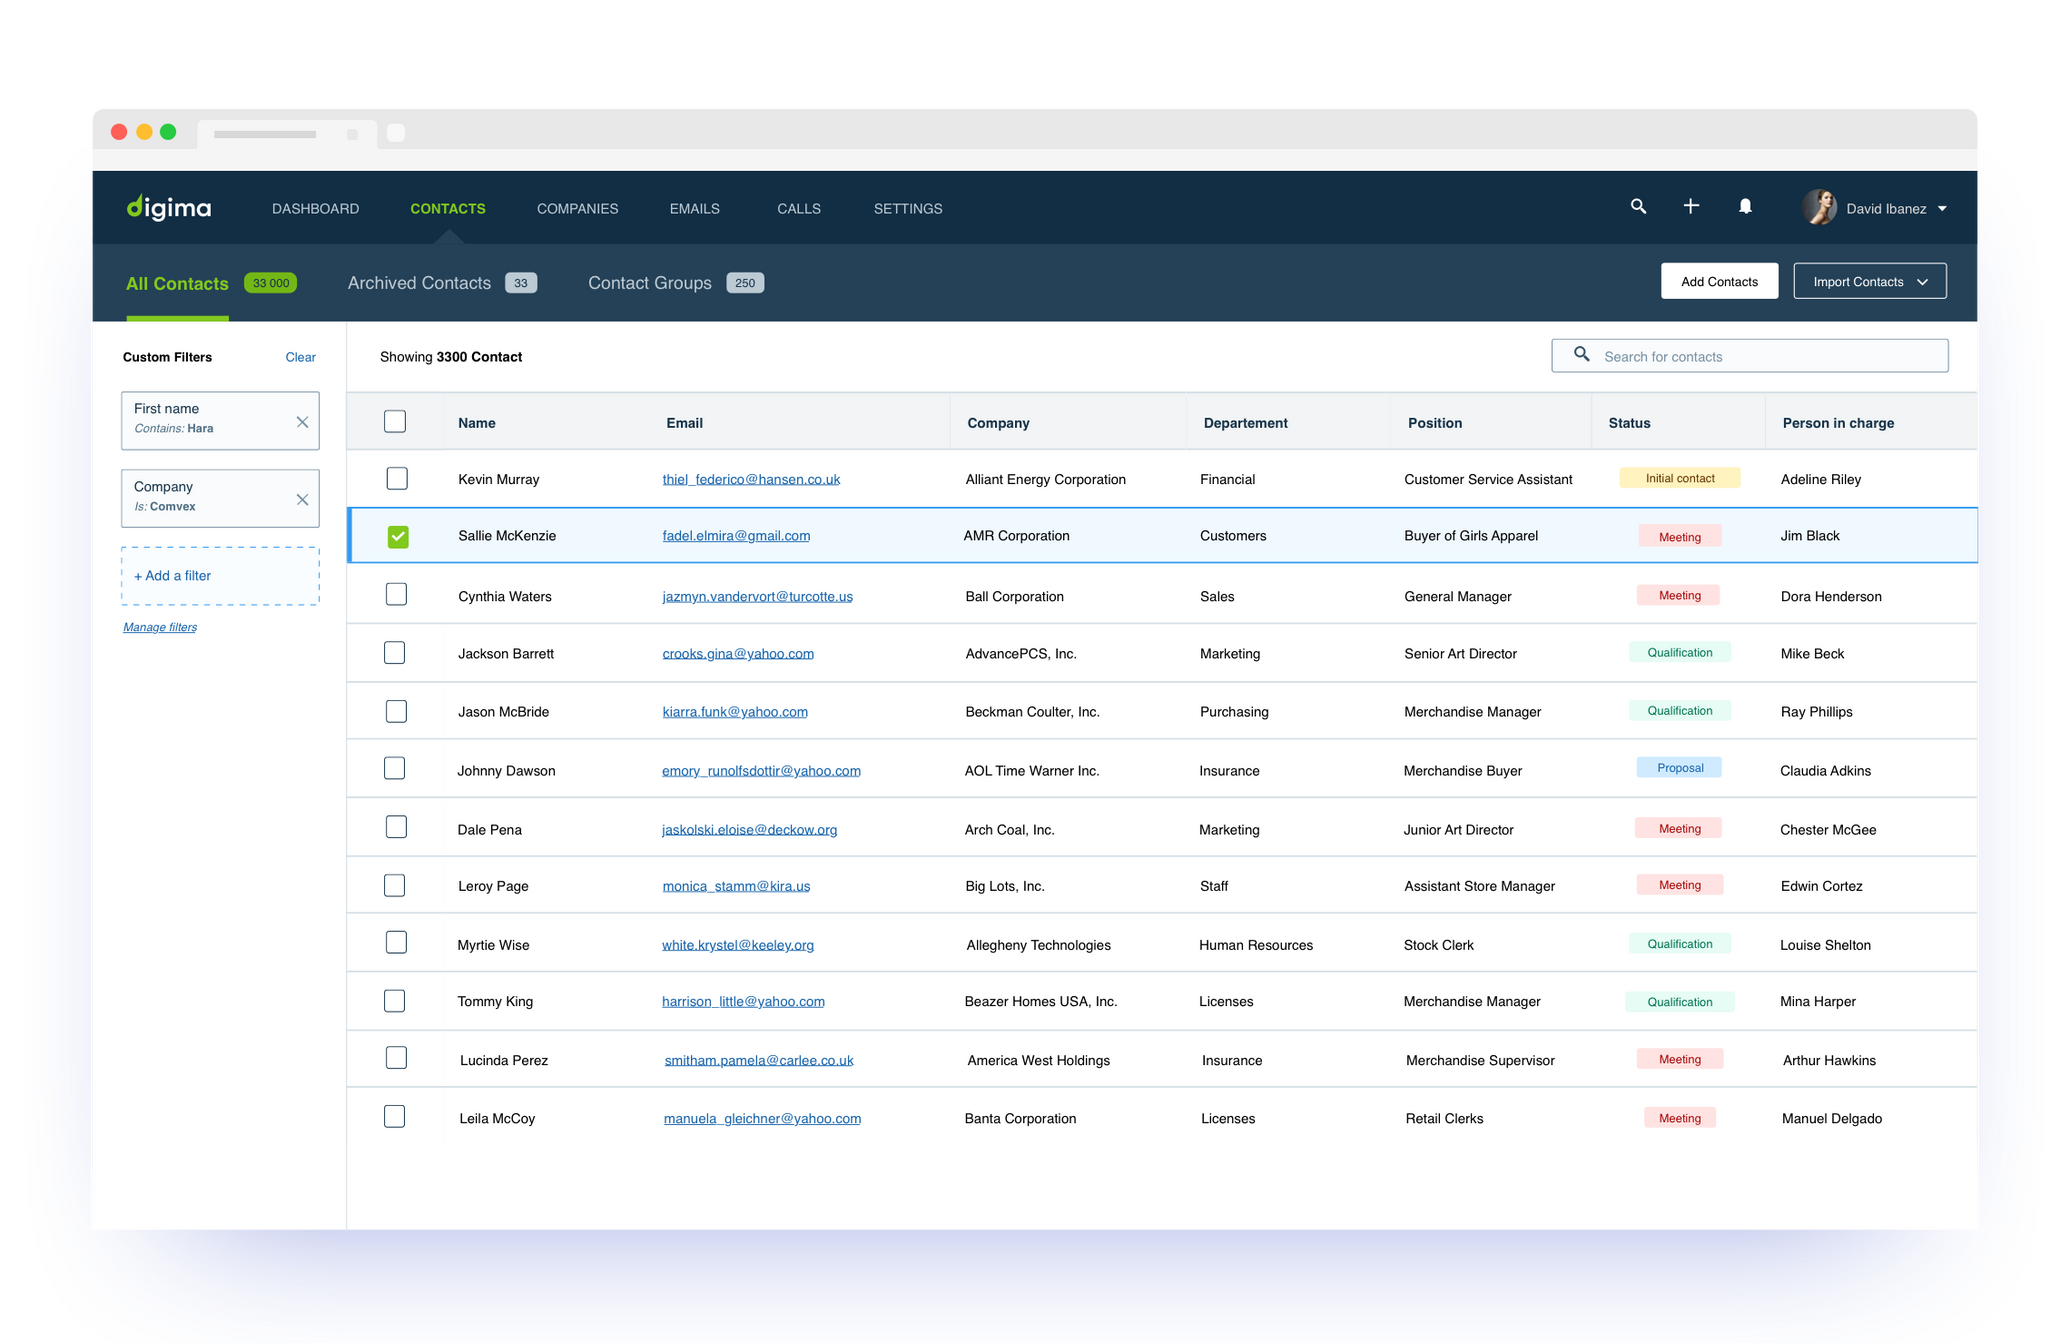 digima DASHBOARD CONTACTS COMPANIES EMAILS CALLS SETTINGS David Ibanez
All Contacts 33 000 Archived Contacts 33 Contact Groups 250 Add Contacts Import Contacts
Custom Filters Clear
First name
Contains: Hara
Company
Is: Comvex
+ Add a filter
Manage filters
Showing 3300 Contact Search for contacts
Name Email Company Departement Position Status Person in charge
Kevin Murray thiel_federico@hansen.co.uk Alliant Energy Corporation Financial Customer Service Assistant Initial contact Adeline Riley
Sallie McKenzie fadel.elmira@gmail.com AMR Corporation Customers Buyer of Girls Apparel Meeting Jim Black
Cynthia Waters jazmyn.vandervort@turcotte.us Ball Corporation Sales General Manager Meeting Dora Henderson
Jackson Barrett crooks.gina@yahoo.com AdvancePCS, Inc. Marketing Senior Art Director Qualification Mike Beck
Jason McBride kiarra.funk@yahoo.com Beckman Coulter, Inc. Purchasing Merchandise Manager Qualification Ray Phillips
Johnny Dawson emory_runolfsdottir@yahoo.com AOL Time Warner Inc. Insurance Merchandise Buyer Proposal Claudia Adkins
Dale Pena jaskolski.eloise@deckow.org Arch Coal, Inc. Marketing Junior Art Director Meeting Chester McGee
Leroy Page monica_stamm@kira.us Big Lots, Inc. Staff Assistant Store Manager Meeting Edwin Cortez
Myrtie Wise white.krystel@keeley.org Allegheny Technologies Human Resources Stock Clerk Qualification Louise Shelton
Tommy King harrison_little@yahoo.com Beazer Homes USA, Inc. Licenses Merchandise Manager Qualification Mina Harper
Lucinda Perez smitham.pamela@carlee.co.uk America West Holdings Insurance Merchandise Supervisor Meeting Arthur Hawkins
Leila McCoy manuela_gleichner@yahoo.com Banta Corporation Licenses Retail Clerks Meeting Manuel Delgado